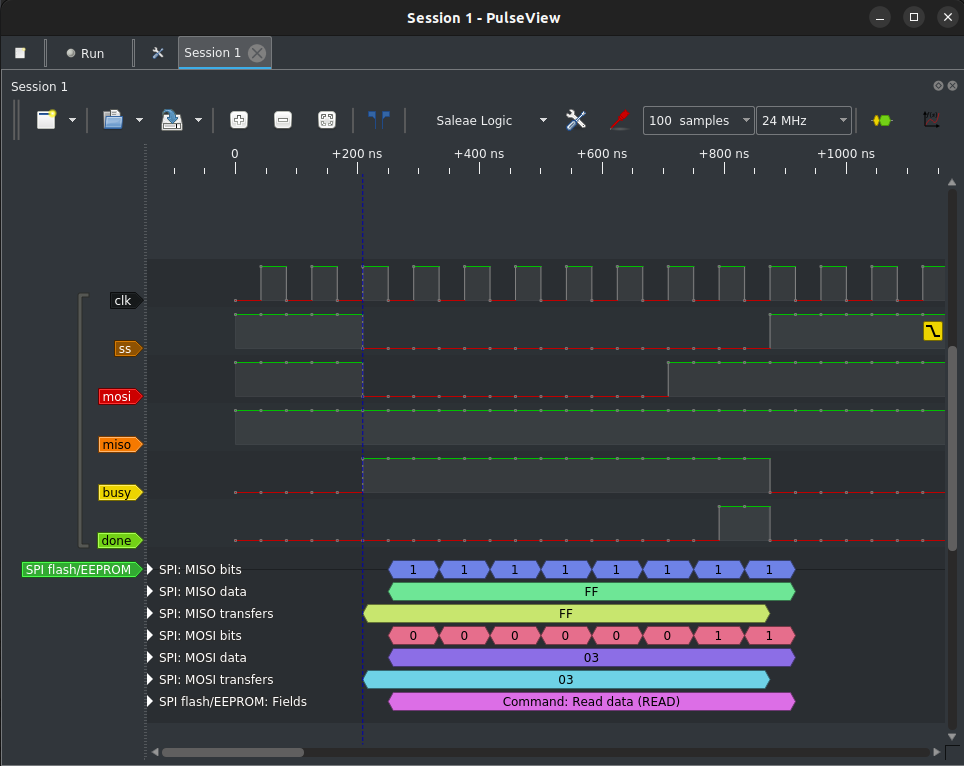 Session 1 - PulseView
Run
Session 1
Session 1
Saleae Logic
100 samples
24 MHz
0 +200 ns +400 ns +600 ns +800 ns +1000 ns
clk
ss
mosi
miso
busy
done
SPI flash/EEPROM
SPI: MISO bits 1 1 1 1 1 1 1 1
SPI: MISO data FF
SPI: MISO transfers FF
SPI: MOSI bits 0 0 0 0 0 0 1 1
SPI: MOSI data 03
SPI: MOSI transfers 03
SPI flash/EEPROM: Fields Command: Read data (READ)